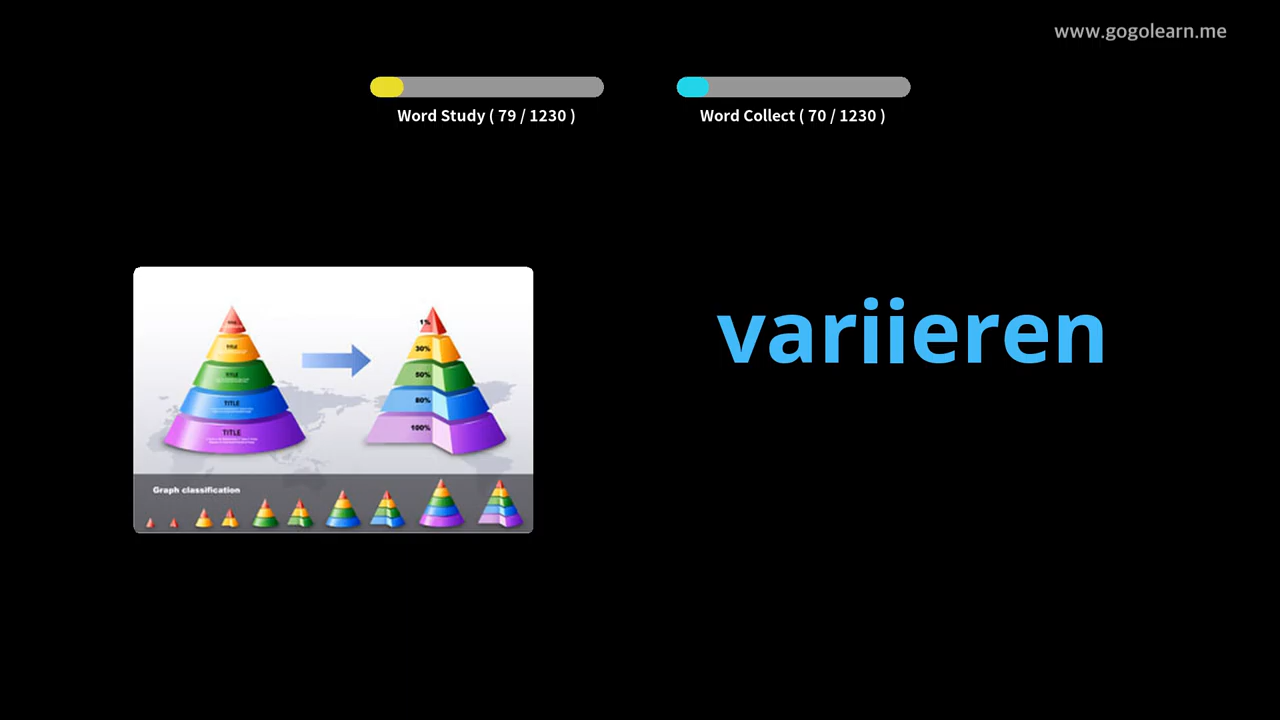 www.gogolearn.me
Word Study ( 79 / 1230 )
Word Collect ( 70 / 1230 )
variieren
TITLE
TITLE
TITLE
TITLE
1%
30%
50%
80%
100%
Graph classification